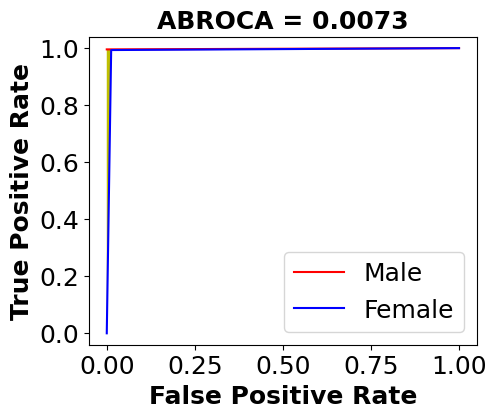 ABROCA = 0.0073
True Positive Rate
1.0
0.8
0.6
0.4
0.2
0.0
Male
Female
0.00 0.25 0.50 0.75 1.00
False Positive Rate